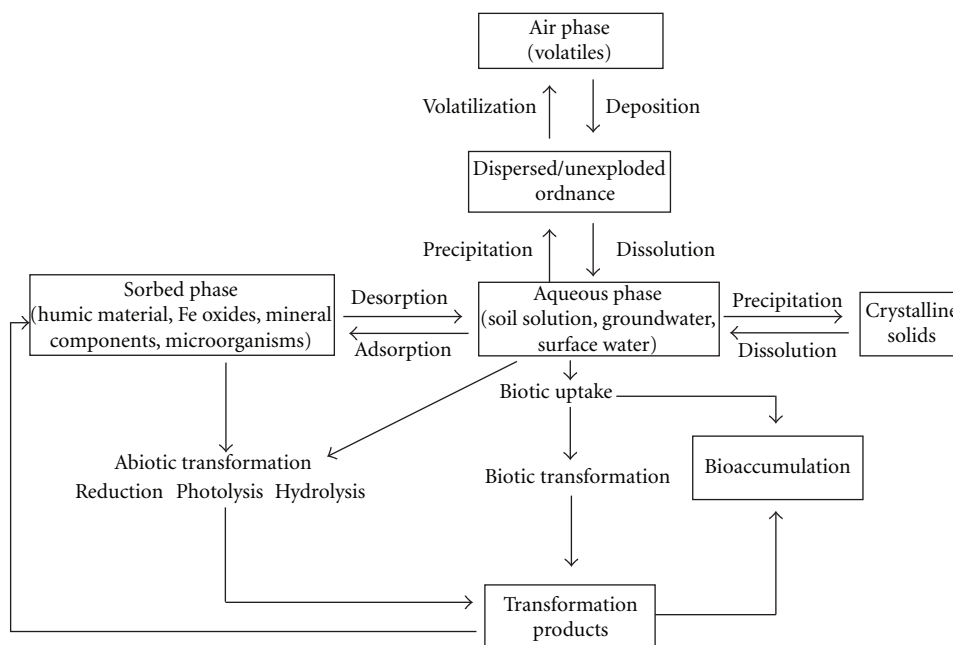 Air phase
(volatiles)
Volatilization
Deposition
Dispersed/unexploded
ordnance
Precipitation
Dissolution
Sorbed phase
(humic material, Fe oxides, mineral
components, microorganisms)
Desorption
Adsorption
Aqueous phase
(soil solution, groundwater,
surface water)
Precipitation
Dissolution
Crystalline
solids
Biotic uptake
Abiotic transformation
Reduction Photolysis Hydrolysis
Biotic transformation
Bioaccumulation
Transformation
products